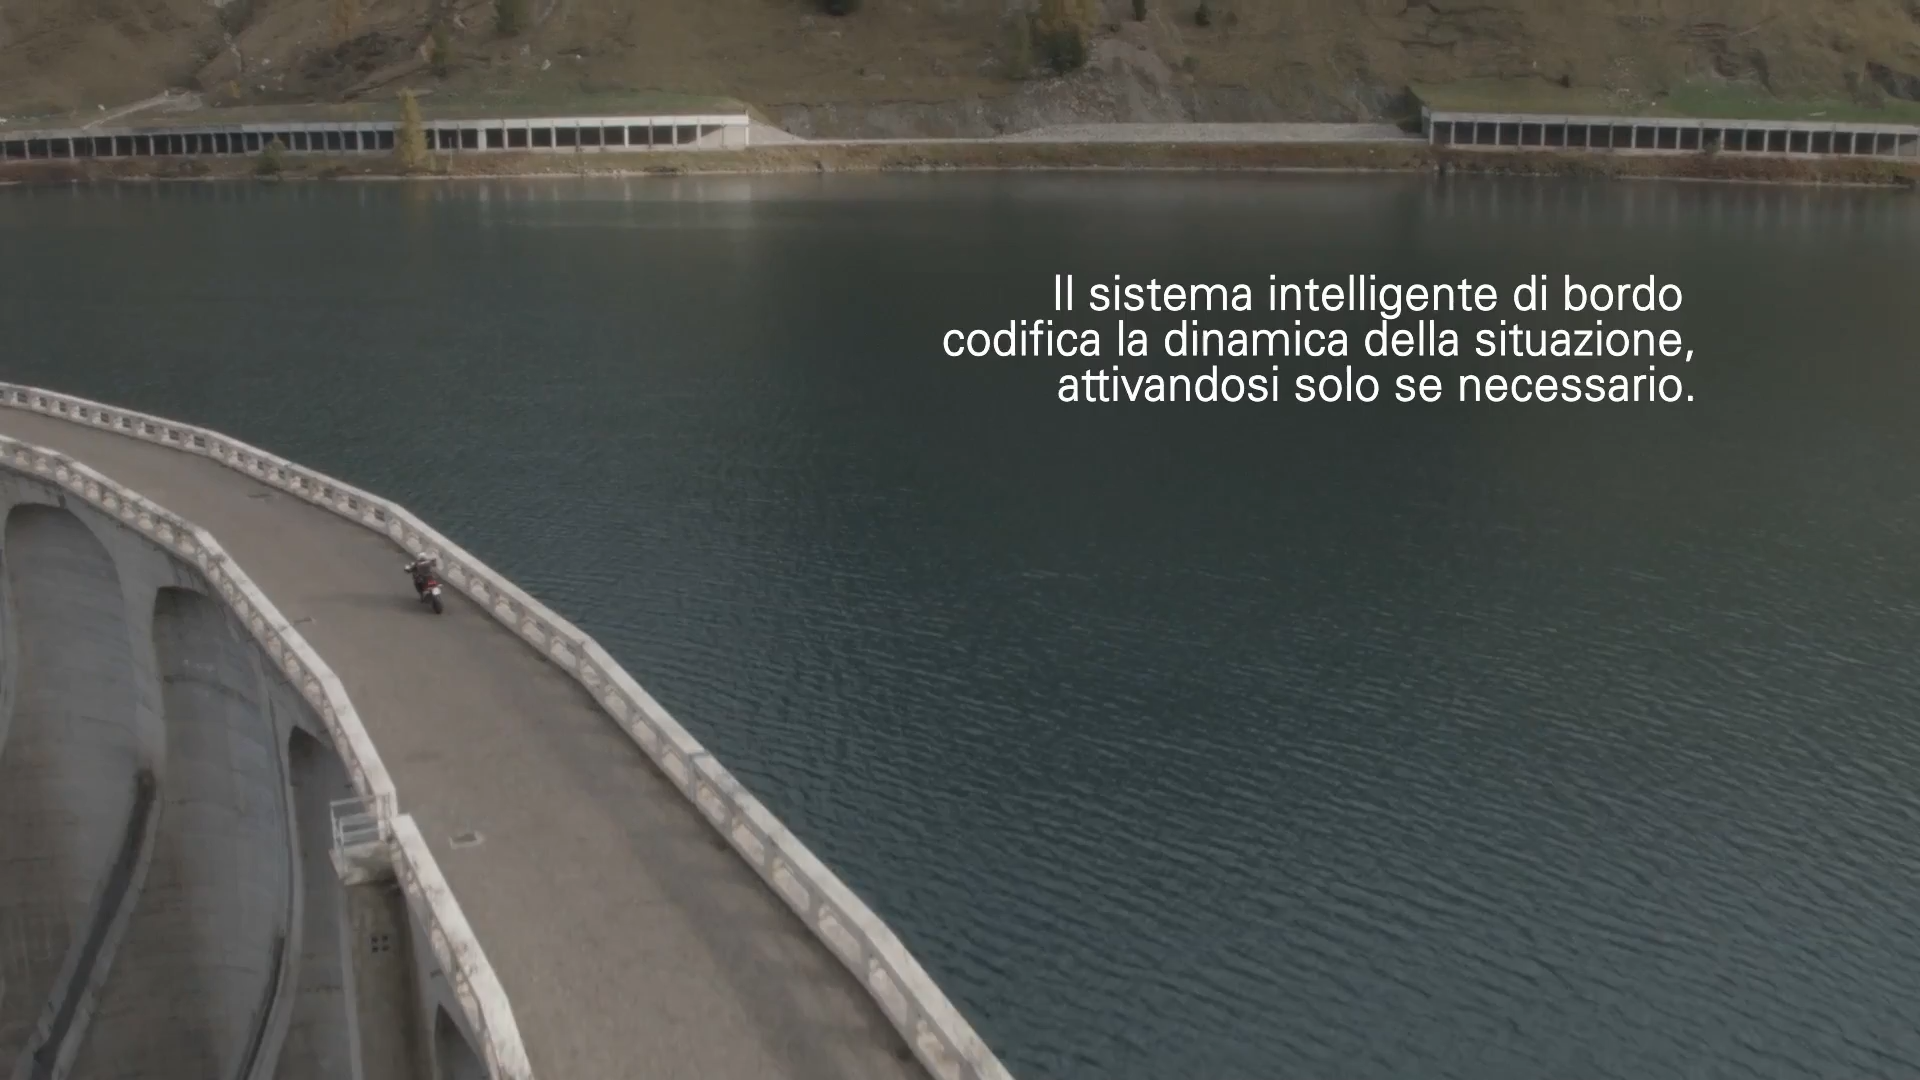 Il sistema intelligente di bordo
codifica la dinamica della situazione,
attivandosi solo se necessario.